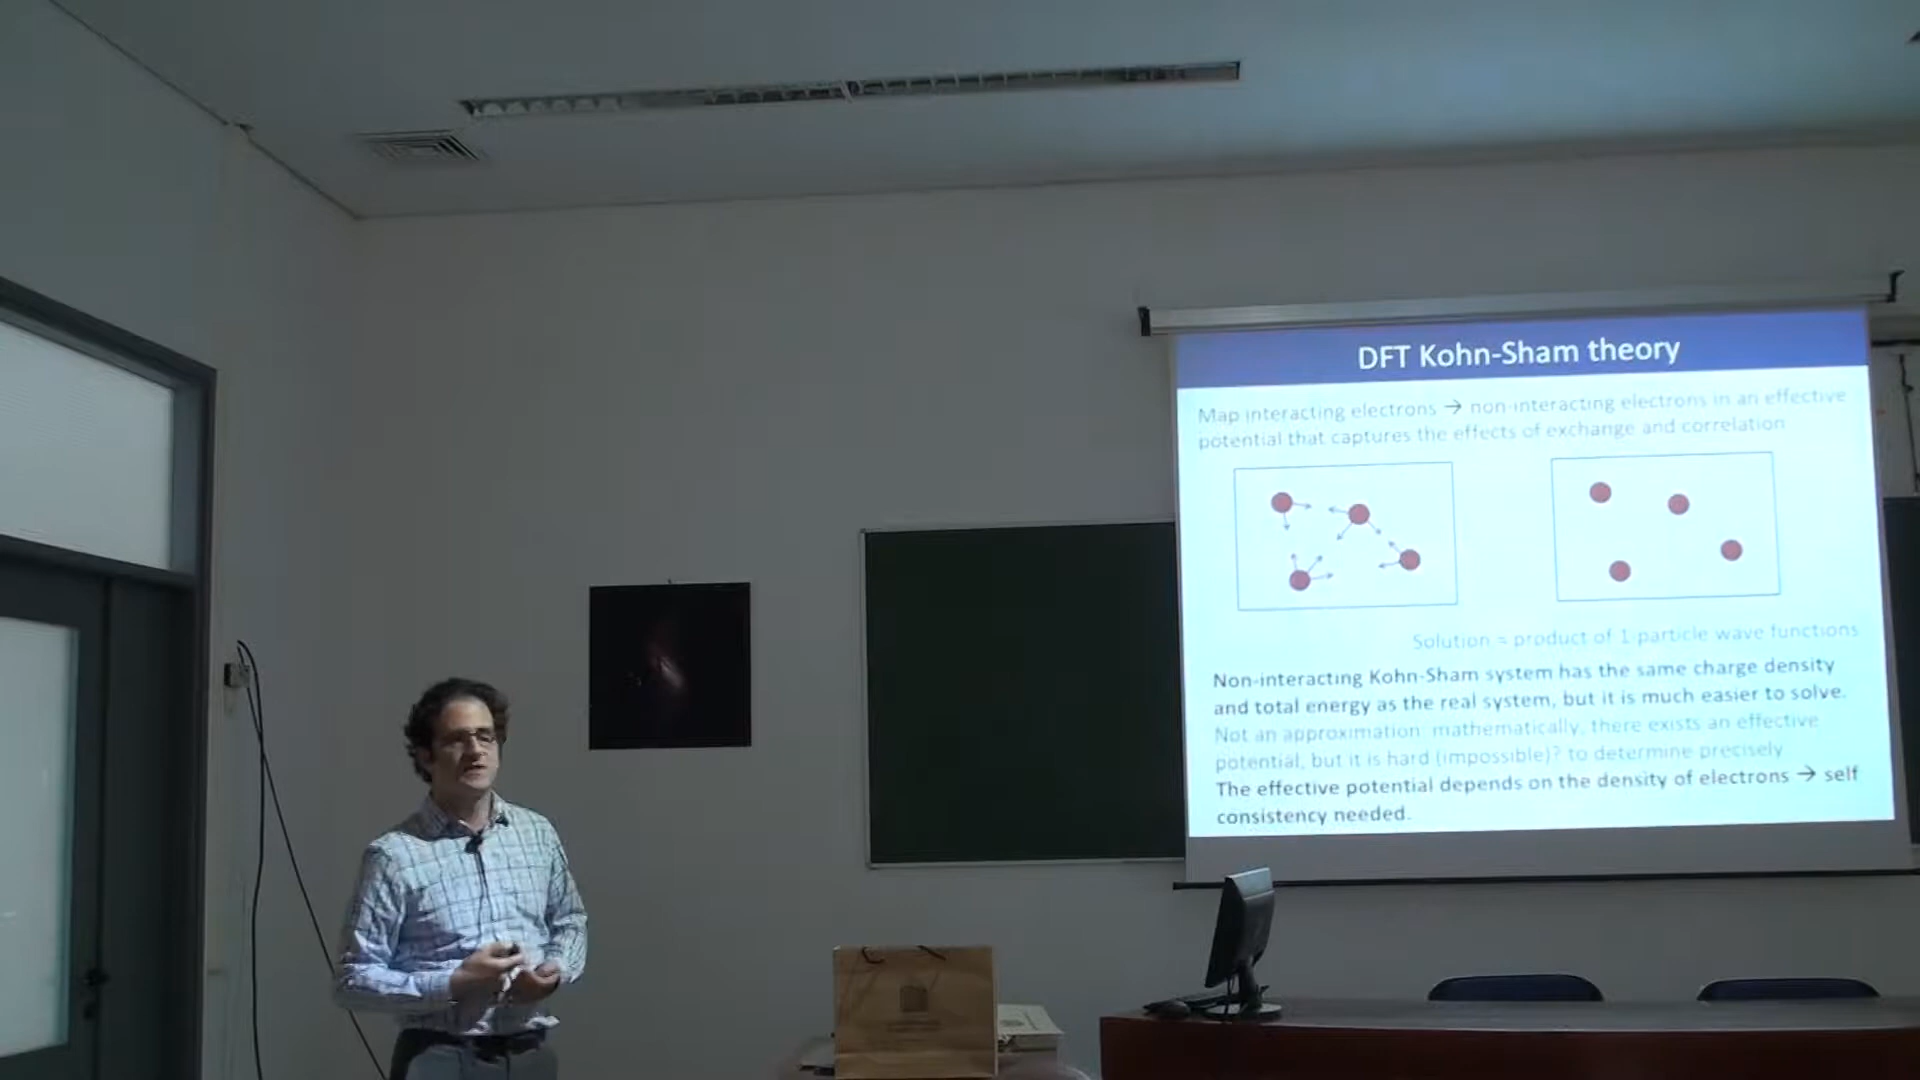 DFT Kohn-Sham theory
Map interacting electrons → non-interacting electrons in an effective
potential that captures the effects of exchange and correlation
Solution = product of 1 particle wave functions
Non-interacting Kohn-Sham system has the same charge density
and total energy as the real system, but it is much easier to solve.
Not an approximation: mathematically, there exists an effective
potential, but it is hard (impossible)? to determine precisely
The effective potential depends on the density of electrons → self
consistency needed.